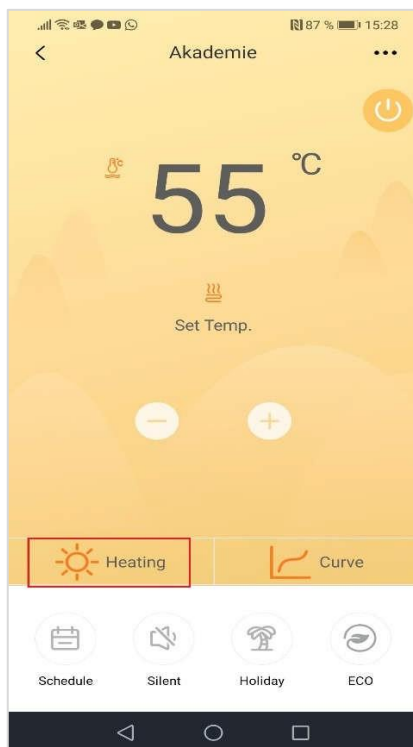 87 % 15:28
Akademie
55 °C
Set Temp.
Heating Curve
Schedule Silent Holiday ECO